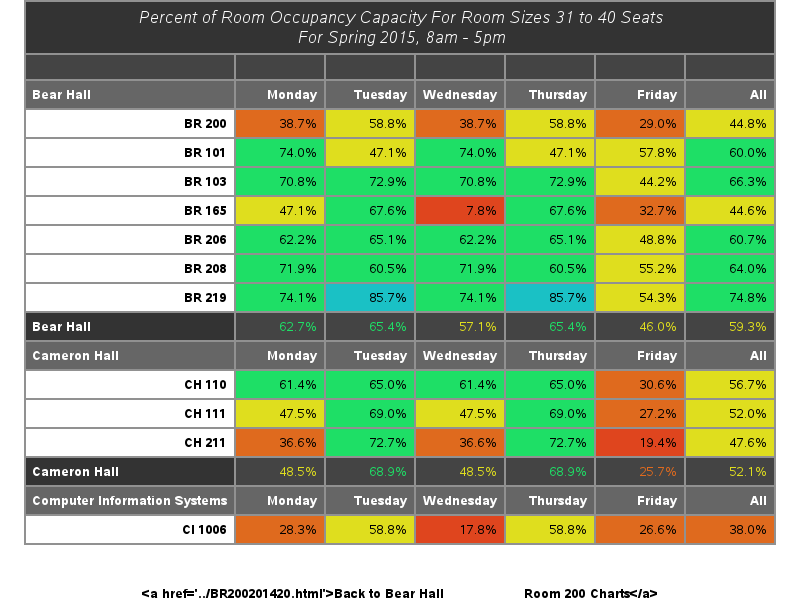 Percent of Room Occupancy Capacity For Room Sizes 31 to 40 Seats
For Spring 2015, 8am - 5pm
Bear Hall Monday Tuesday Wednesday Thursday Friday All
BR 200 38.7% 58.8% 38.7% 58.8% 29.0% 44.8%
BR 101 74.0% 47.1% 74.0% 47.1% 57.8% 60.0%
BR 103 70.8% 72.9% 70.8% 72.9% 44.2% 66.3%
BR 165 47.1% 67.6% 7.8% 67.6% 32.7% 44.6%
BR 206 62.2% 65.1% 62.2% 65.1% 48.8% 60.7%
BR 208 71.9% 60.5% 71.9% 60.5% 55.2% 64.0%
BR 219 74.1% 85.7% 74.1% 85.7% 54.3% 74.8%
Bear Hall 62.7% 65.4% 57.1% 65.4% 46.0% 59.3%
Cameron Hall Monday Tuesday Wednesday Thursday Friday All
CH 110 61.4% 65.0% 61.4% 65.0% 30.6% 56.7%
CH 111 47.5% 69.0% 47.5% 69.0% 27.2% 52.0%
CH 211 36.6% 72.7% 36.6% 72.7% 19.4% 47.6%
Cameron Hall 48.5% 68.9% 48.5% 68.9% 25.7% 52.1%
Computer Information Systems Monday Tuesday Wednesday Thursday Friday All
CI 1006 28.3% 58.8% 17.8% 58.8% 26.6% 38.0%
<a href='../BR200201420.html'>Back to Bear Hall Room 200 Charts</a>